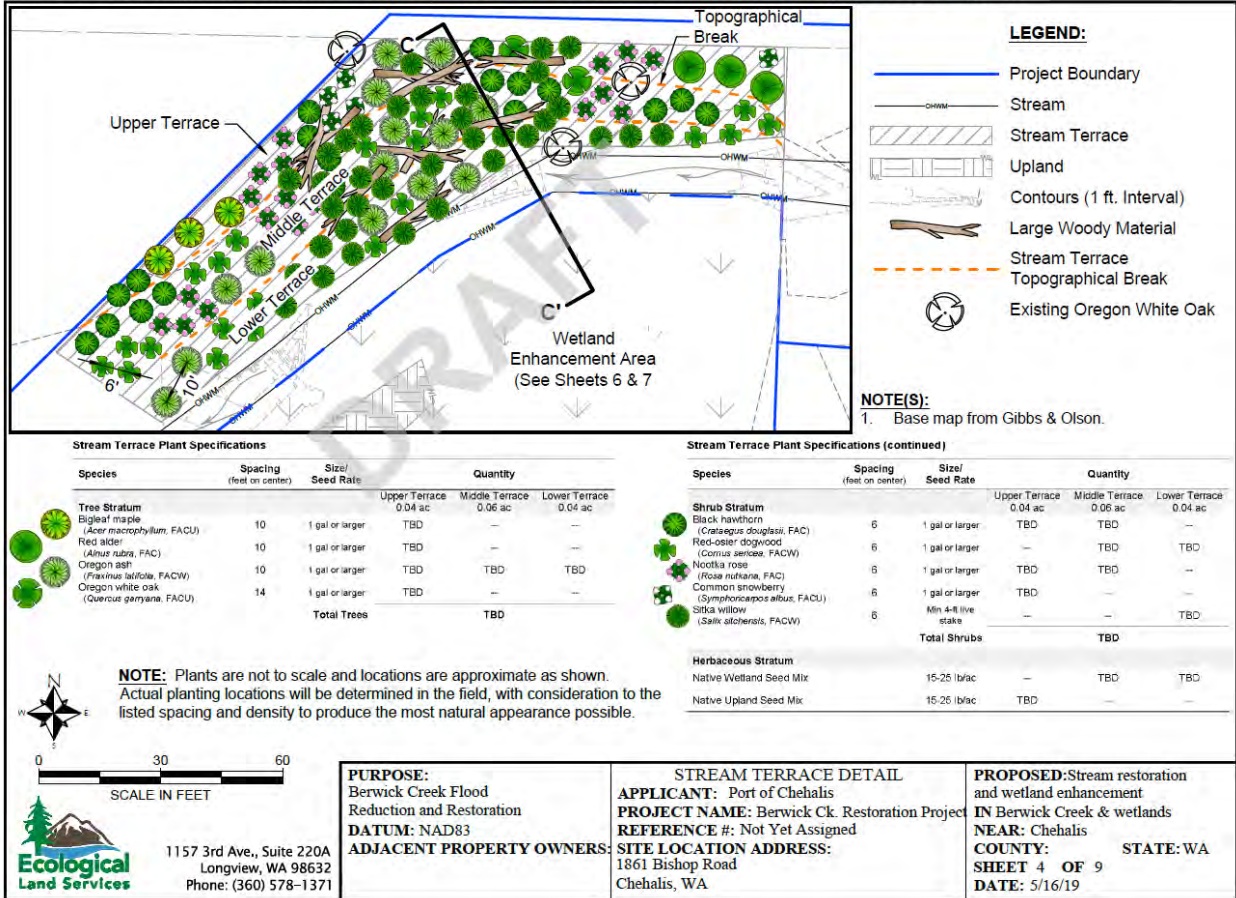 Topographical
Break
C
Upper Terrace
Middle Terrace
Lower Terrace
OHWM
OHWM
OHWM
OHWM
OHWM
OHWM
OHWM
OHWM
OHWM
OHWM
6'
10'
C'
Wetland
Enhancement Area
(See Sheets 6 & 7
DRAFT
LEGEND:
Project Boundary
OHWM
Stream
Stream Terrace
Upland
Contours (1 ft. Interval)
Large Woody Material
Stream Terrace
Topographical Break
Existing Oregon White Oak
NOTE(S):
1. Base map from Gibbs & Olson.
Stream Terrace Plant Specifications
Species Spacing (feet on center) Size/ Seed Rate Quantity
Upper Terrace Middle Terrace Lower Terrace
Tree Stratum 0.04 ac 0.06 ac 0.04 ac
Bigleaf maple
(Acer macrophyllum, FACU) 10 1 gal or larger TBD -- --
Red alder
(Alnus rubra, FAC) 10 1 gal or larger TBD -- --
Oregon ash
(Fraxinus latifolia, FACW) 10 1 gal or larger TBD TBD TBD
Oregon white oak
(Quercus garryana, FACU) 14 1 gal or larger TBD -- --
Total Trees TBD
Stream Terrace Plant Specifications (continued)
Species Spacing (feet on center) Size/ Seed Rate Quantity
Upper Terrace Middle Terrace Lower Terrace
Shrub Stratum 0.04 ac 0.06 ac 0.04 ac
Black hawthorn
(Crataegus douglasii, FAC) 6 1 gal or larger TBD TBD --
Red-osier dogwood
(Cornus sericea, FACW) 6 1 gal or larger -- TBD TBD
Nootka rose
(Rosa nutkana, FAC) 6 1 gal or larger TBD TBD --
Common snowberry
(Symphoricarpos albus, FACU) 6 1 gal or larger TBD -- --
Sitka willow
(Salix sitchensis, FACW) 6 Min 4-ft live stake -- -- TBD
Total Shrubs TBD
Herbaceous Stratum
Native Wetland Seed Mix 15-25 lb/ac -- TBD TBD
Native Upland Seed Mix 15-25 lb/ac TBD -- --
NOTE: Plants are not to scale and locations are approximate as shown.
Actual planting locations will be determined in the field, with consideration to the
listed spacing and density to produce the most natural appearance possible.
N
W E
S
0 30 60
SCALE IN FEET
Ecological
Land Services
1157 3rd Ave., Suite 220A
Longview, WA 98632
Phone: (360) 578-1371
PURPOSE:
Berwick Creek Flood
Reduction and Restoration
DATUM: NAD83
ADJACENT PROPERTY OWNERS:
STREAM TERRACE DETAIL
APPLICANT: Port of Chehalis
PROJECT NAME: Berwick Ck. Restoration Project
REFERENCE #: Not Yet Assigned
SITE LOCATION ADDRESS:
1861 Bishop Road
Chehalis, WA
PROPOSED:Stream restoration
and wetland enhancement
IN Berwick Creek & wetlands
NEAR: Chehalis
COUNTY: STATE: WA
SHEET 4 OF 9
DATE: 5/16/19